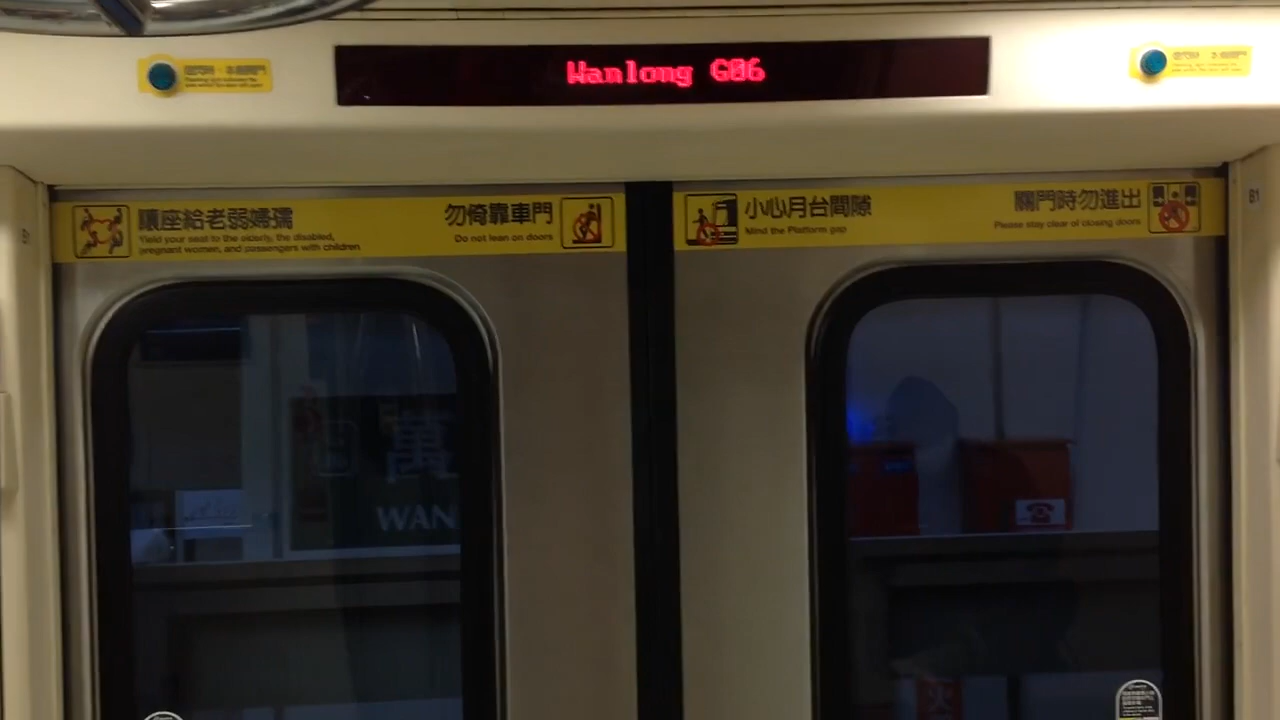 Wanlong G06
讓座給老弱婦孺
Yield your seat to the elderly, the disabled,
pregnant women, and passengers with children
勿倚靠車門
Do not lean on doors
小心月台間隙
Mind the Platform gap
關門時勿進出
Please stay clear of closing doors
B1
萬
WAN